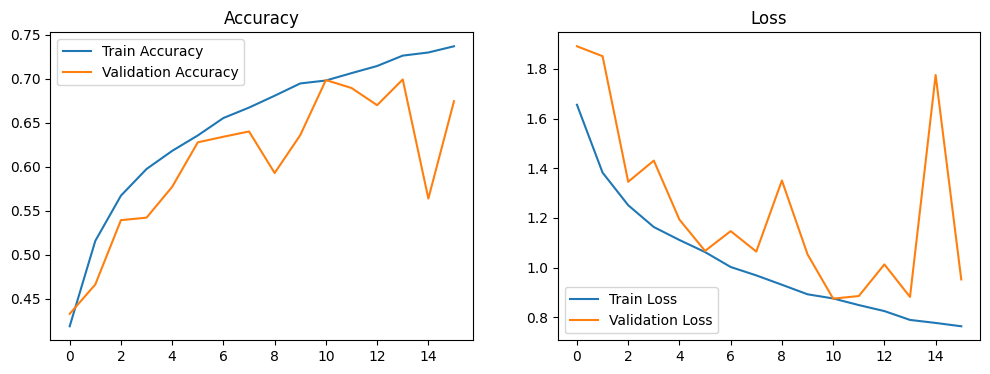 Accuracy
Train Accuracy
Validation Accuracy
0.75
0.70
0.65
0.60
0.55
0.50
0.45
0 2 4 6 8 10 12 14
Loss
1.8
1.6
1.4
1.2
1.0
0.8
Train Loss
Validation Loss
0 2 4 6 8 10 12 14